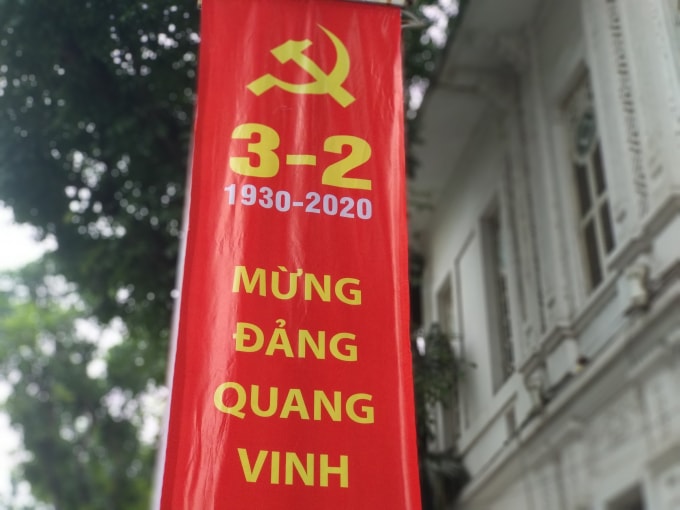 3-2
1930-2020
MỪNG
ĐẢNG
QUANG
VINH